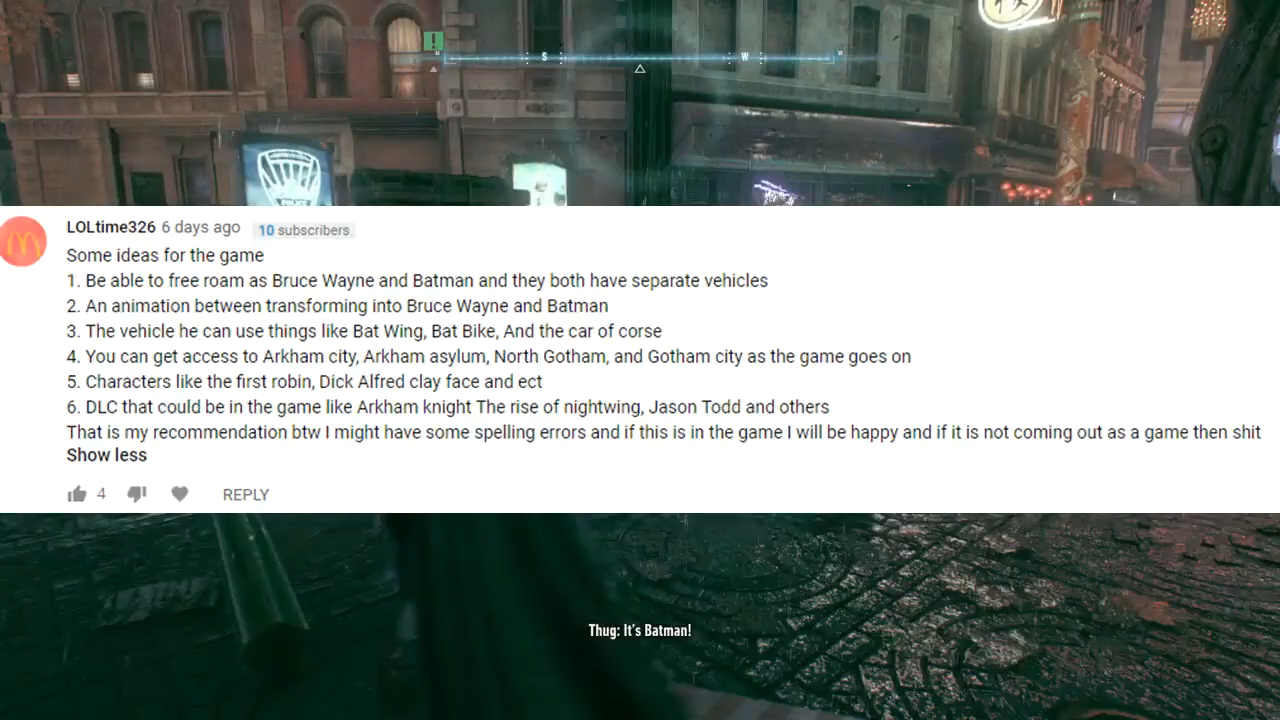 !
S
W
POLICE
LOLtime326 6 days ago 10 subscribers
Some ideas for the game
1. Be able to free roam as Bruce Wayne and Batman and they both have separate vehicles
2. An animation between transforming into Bruce Wayne and Batman
3. The vehicle he can use things like Bat Wing, Bat Bike, And the car of corse
4. You can get access to Arkham city, Arkham asylum, North Gotham, and Gotham city as the game goes on
5. Characters like the first robin, Dick Alfred clay face and ect
6. DLC that could be in the game like Arkham knight The rise of nightwing, Jason Todd and others
That is my recommendation btw I might have some spelling errors and if this is in the game I will be happy and if it is not coming out as a game then shit
Show less
4 REPLY
Thug: It's Batman!